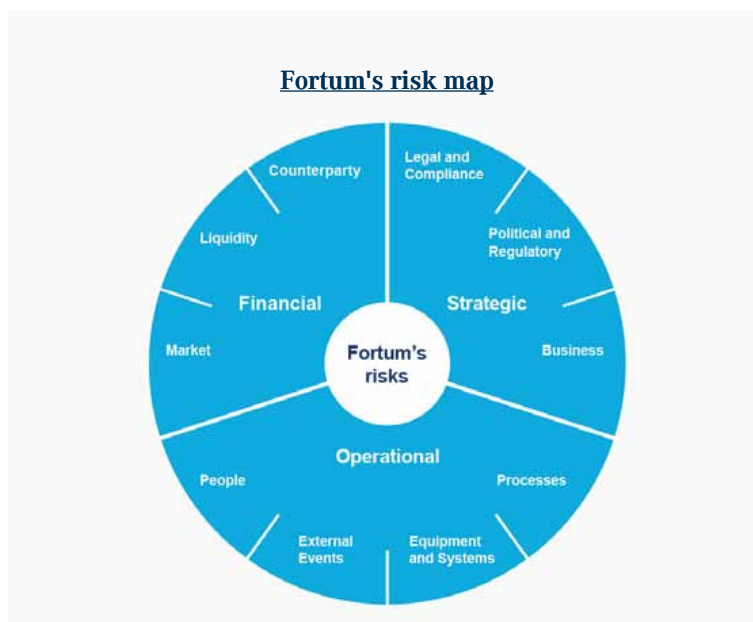 Fortum's risk map
Counterparty
Legal and
Compliance
Liquidity
Political and
Regulatory
Financial
Strategic
Market
Fortum's
risks
Business
Operational
People
Processes
External
Events
Equipment
and Systems